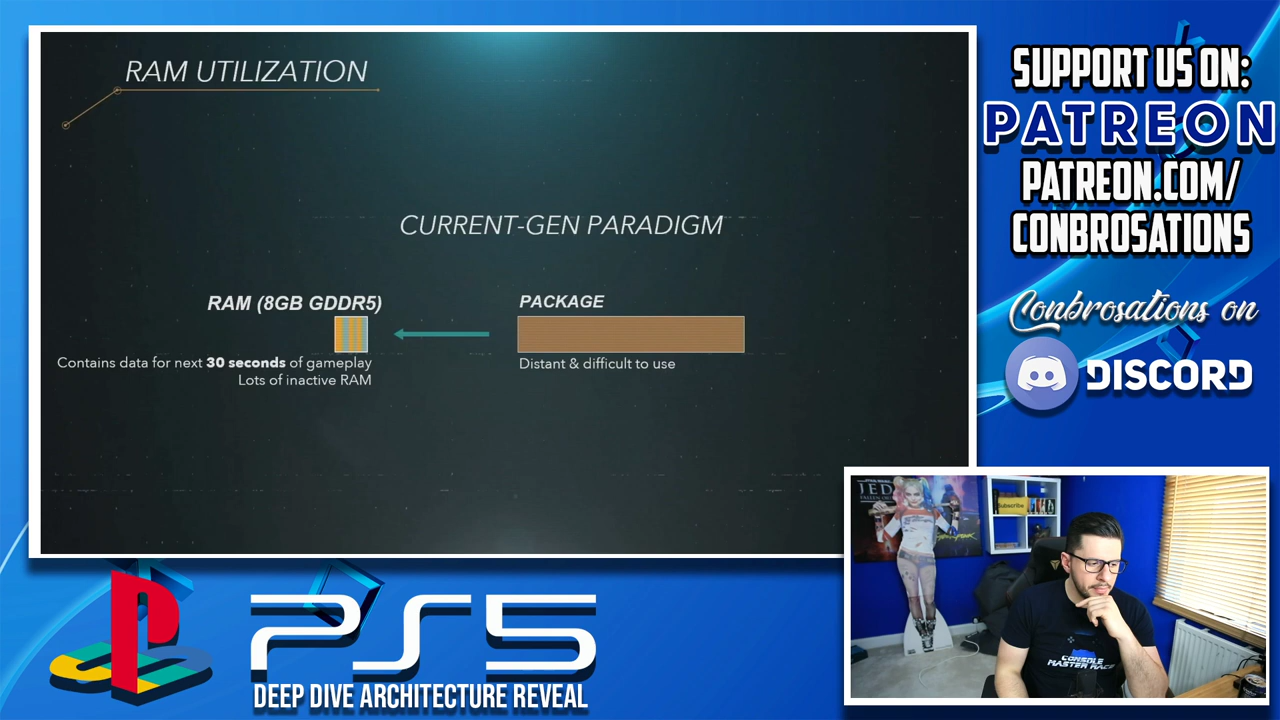 RAM UTILIZATION
CURRENT-GEN PARADIGM
RAM (8GB GDDR5)
Contains data for next 30 seconds of gameplay
Lots of inactive RAM
PACKAGE
Distant & difficult to use
SUPPORT US ON:
PATREON
PATREON.COM/
CONBROSATIONS
Conbrosations on
DISCORD
JEDI
Subscribe
CONSOLE
MASTER RACE
PS5
DEEP DIVE ARCHITECTURE REVEAL